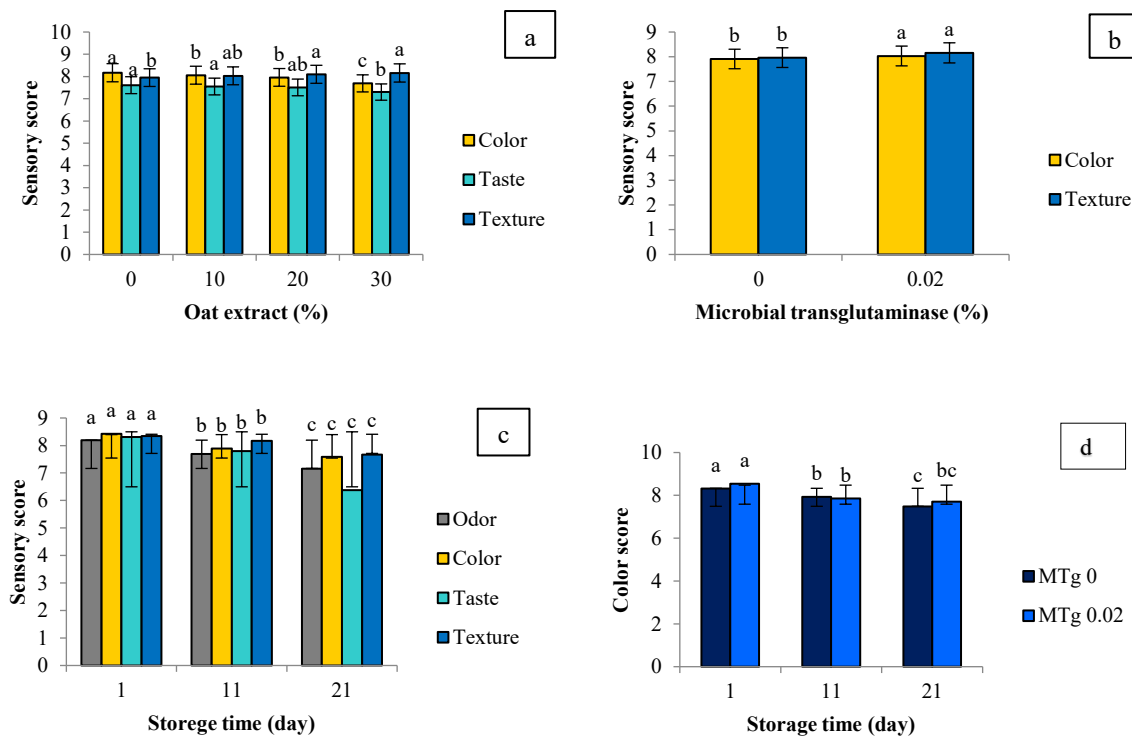 a
Sensory score
10
9
8
7
6
5
4
3
2
1
0
a a b b a ab b ab a c b a
Color
Taste
Texture
0 10 20 30
Oat extract (%)
b
Sensory score
9
8
7
6
5
4
3
2
1
0
b b a a
Color
Texture
0 0.02
Microbial transglutaminase (%)
c
Sensory score
9
8
7
6
5
4
3
2
1
0
a a a a b b b b c c c c
Odor
Color
Taste
Texture
1 11 21
Storege time (day)
d
Color score
10
8
6
4
2
0
a a b b c bc
MTg 0
MTg 0.02
1 11 21
Storage time (day)